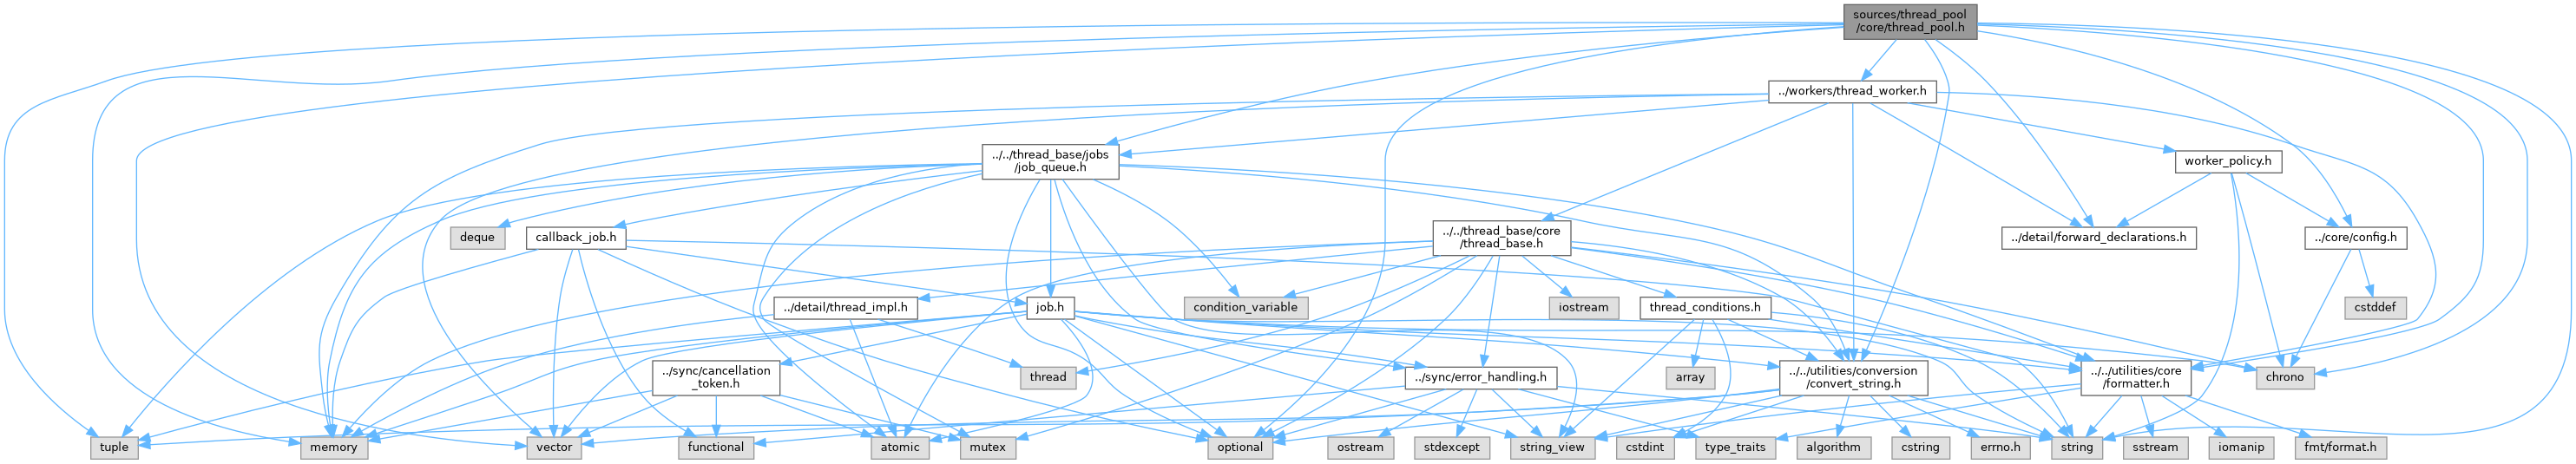 sources/thread_pool
/core/thread_pool.h
../workers/thread_worker.h
../../thread_base/jobs
/job_queue.h
worker_policy.h
deque
callback_job.h
../../thread_base/core
/thread_base.h
../detail/forward_declarations.h
../core/config.h
../detail/thread_impl.h
job.h
condition_variable
iostream
thread_conditions.h
cstddef
../sync/cancellation
_token.h
thread
../sync/error_handling.h
array
../../utilities/conversion
/convert_string.h
../../utilities/core
/formatter.h
chrono
tuple
memory
vector
functional
atomic
mutex
optional
ostream
stdexcept
string_view
cstdint
type_traits
algorithm
cstring
errno.h
string
sstream
iomanip
fmt/format.h